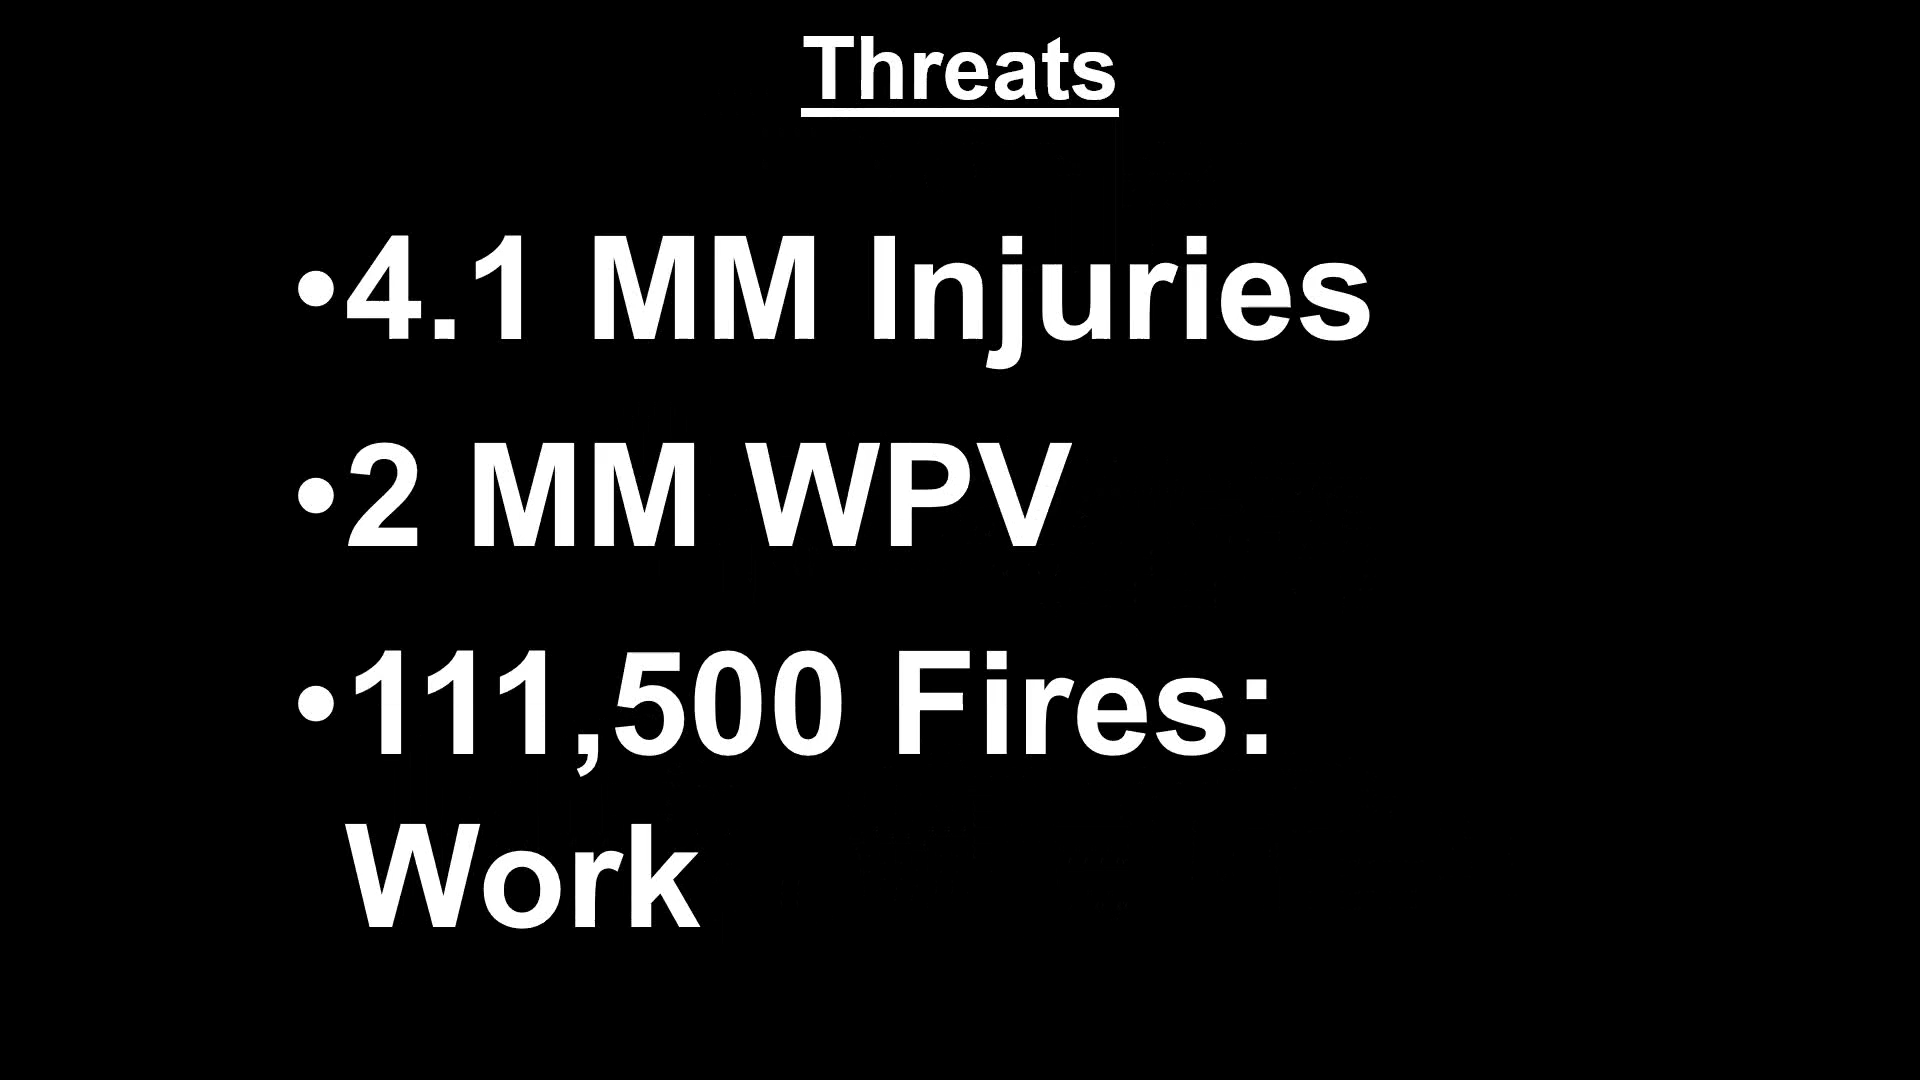 Threats
•4.1 MM Injuries
•2 MM WPV
•111,500 Fires:
Work